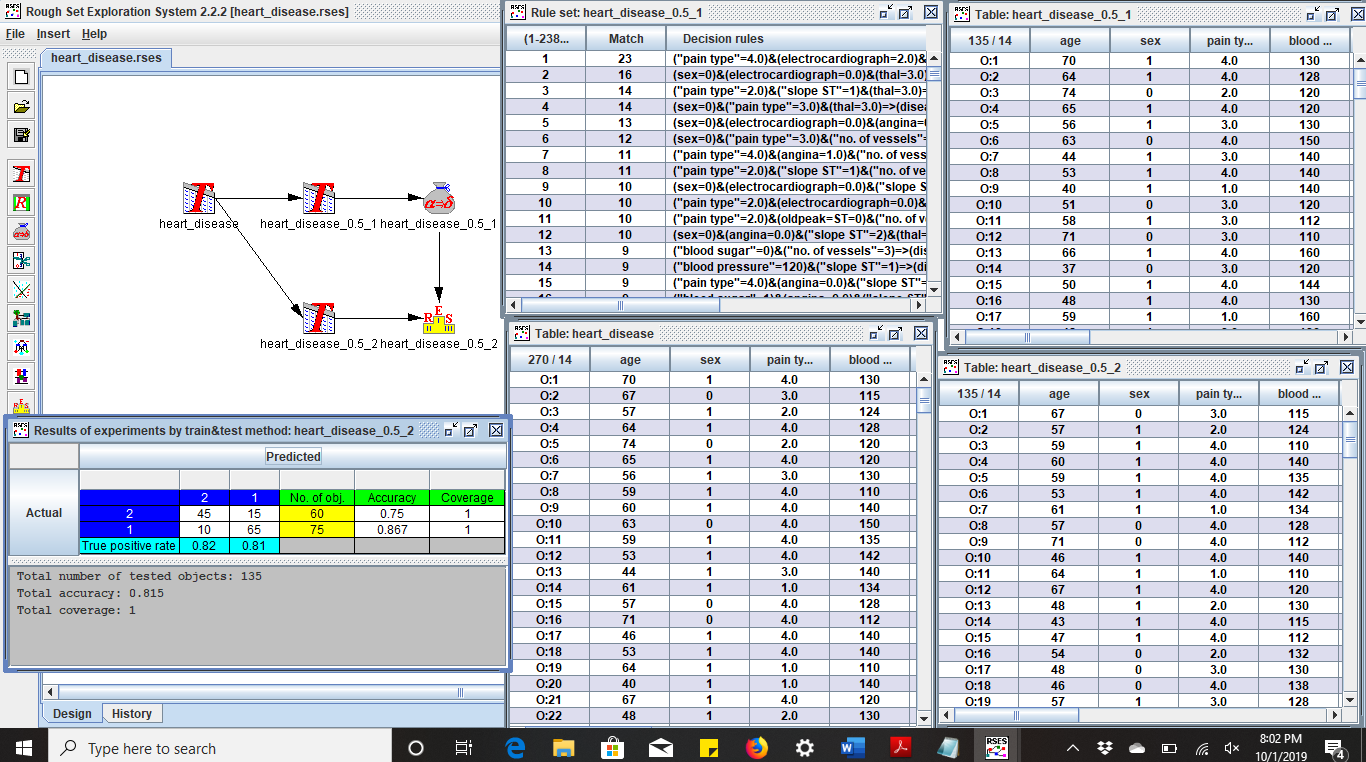 Rough Set Exploration System 2.2.2 [heart_disease.rses]
File Insert Help
heart_disease.rses
heart_disease
heart_disease_0.5_1
heart_disease_0.5_1
heart_disease_0.5_2
heart_disease_0.5_2
Results of experiments by train&test method: heart_disease_0.5_2
Predicted
Actual
2 1 No. of obj. Accuracy Coverage
2 45 15 60 0.75 1
1 10 65 75 0.867 1
True positive rate 0.82 0.81
Total number of tested objects: 135
Total accuracy: 0.815
Total coverage: 1
Design History
Rule set: heart_disease_0.5_1
(1-238... Match Decision rules
1 23 ("pain type"=4.0)&(electrocardiograph=2.0)&
2 16 (sex=0)&(electrocardiograph=0.0)&(thal=3.0)
3 14 ("pain type"=2.0)&("slope ST"=1)&(thal=3.0)=
4 14 (sex=0)&("pain type"=3.0)&(thal=3.0)=>(disea
5 13 (sex=0)&(electrocardiograph=0.0)&(angina=
6 12 (sex=0)&("pain type"=3.0)&("no. of vessels"=
7 11 ("pain type"=4.0)&(angina=1.0)&("no. of vess
8 11 ("pain type"=2.0)&("slope ST"=1)&("no. of ve
9 10 (sex=0)&(electrocardiograph=0.0)&("slope S
10 10 ("pain type"=2.0)&(electrocardiograph=0.0)&
11 10 ("pain type"=2.0)&(oldpeak=ST=0)&("no. of v
12 10 (sex=0)&(angina=0.0)&("slope ST"=2)&(thal=
13 9 ("blood sugar"=0)&("no. of vessels"=3)=>(dis
14 9 ("blood pressure"=120)&("slope ST"=1)=>(di
15 9 ("pain type"=4.0)&(angina=0.0)&("slope ST"=
Table: heart_disease
270 / 14 age sex pain ty... blood ...
O:1 70 1 4.0 130
O:2 67 0 3.0 115
O:3 57 1 2.0 124
O:4 64 1 4.0 128
O:5 74 0 2.0 120
O:6 65 1 4.0 120
O:7 56 1 3.0 130
O:8 59 1 4.0 110
O:9 60 1 4.0 140
O:10 63 0 4.0 150
O:11 59 1 4.0 135
O:12 53 1 4.0 142
O:13 44 1 3.0 140
O:14 61 1 1.0 134
O:15 57 0 4.0 128
O:16 71 0 4.0 112
O:17 46 1 4.0 140
O:18 53 1 4.0 140
O:19 64 1 1.0 110
O:20 40 1 1.0 140
O:21 67 1 4.0 120
O:22 48 1 2.0 130
Table: heart_disease_0.5_1
135 / 14 age sex pain ty... blood ...
O:1 70 1 4.0 130
O:2 64 1 4.0 128
O:3 74 0 2.0 120
O:4 65 1 4.0 120
O:5 56 1 3.0 130
O:6 63 0 4.0 150
O:7 44 1 3.0 140
O:8 53 1 4.0 140
O:9 40 1 1.0 140
O:10 51 0 3.0 120
O:11 58 1 3.0 112
O:12 71 0 3.0 110
O:13 66 1 4.0 160
O:14 37 0 3.0 120
O:15 50 1 4.0 144
O:16 48 1 4.0 130
O:17 59 1 1.0 160
Table: heart_disease_0.5_2
135 / 14 age sex pain ty... blood ...
O:1 67 0 3.0 115
O:2 57 1 2.0 124
O:3 59 1 4.0 110
O:4 60 1 4.0 140
O:5 59 1 4.0 135
O:6 53 1 4.0 142
O:7 61 1 1.0 134
O:8 57 0 4.0 128
O:9 71 0 4.0 112
O:10 46 1 4.0 140
O:11 64 1 1.0 110
O:12 67 1 4.0 120
O:13 48 1 2.0 130
O:14 43 1 4.0 115
O:15 47 1 4.0 112
O:16 54 0 2.0 132
O:17 48 0 3.0 130
O:18 46 0 4.0 138
O:19 57 1 3.0 128
Type here to search
8:02 PM
10/1/2019
4